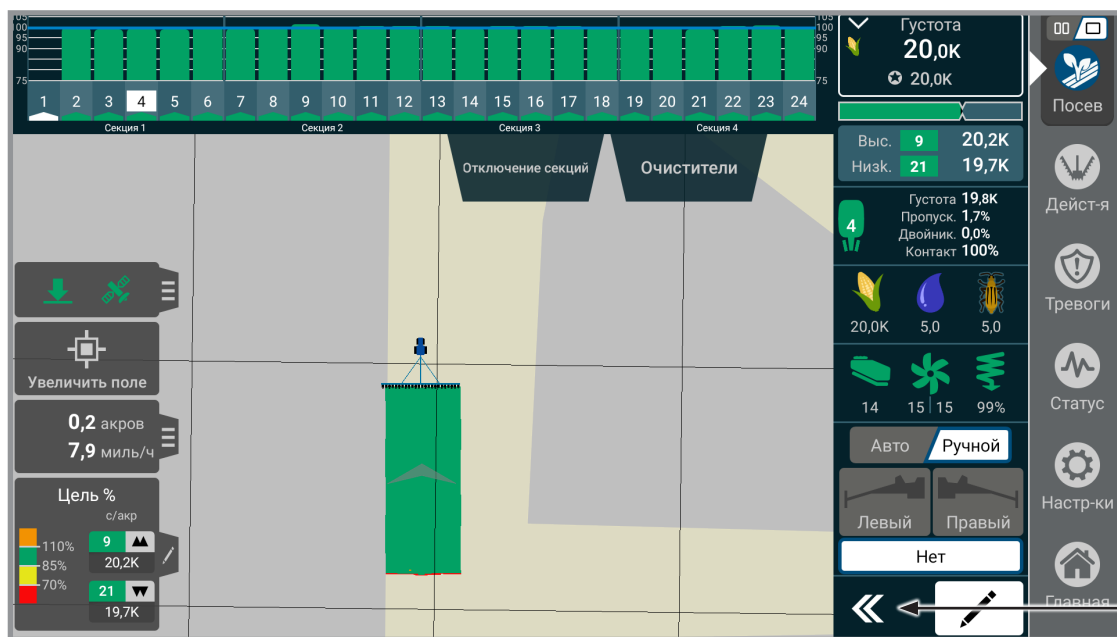 105
100
95
90
75
105
100
95
90
75
1 2 3 4 5 6 7 8 9 10 11 12 13 14 15 16 17 18 19 20 21 22 23 24
Секция 1 Секция 2 Секция 3 Секция 4
Отключение секций
Очистители
Увеличить поле
0,2 акров
7,9 миль/ч
Цель %
с/акр
110%
85%
70%
9
20,2K
21
19,7K
Густота
20,0K
20,0K
Выс. 9 20,2K
Низк. 21 19,7K
4
Густота 19,8K
Пропуск. 1,7%
Двойник. 0,0%
Контакт 100%
20,0K 5,0 5,0
14 15 15 99%
Авто Ручной
Левый Правый
Нет
Посев
Дейст-я
Тревоги
Статус
Настр-ки
Главная